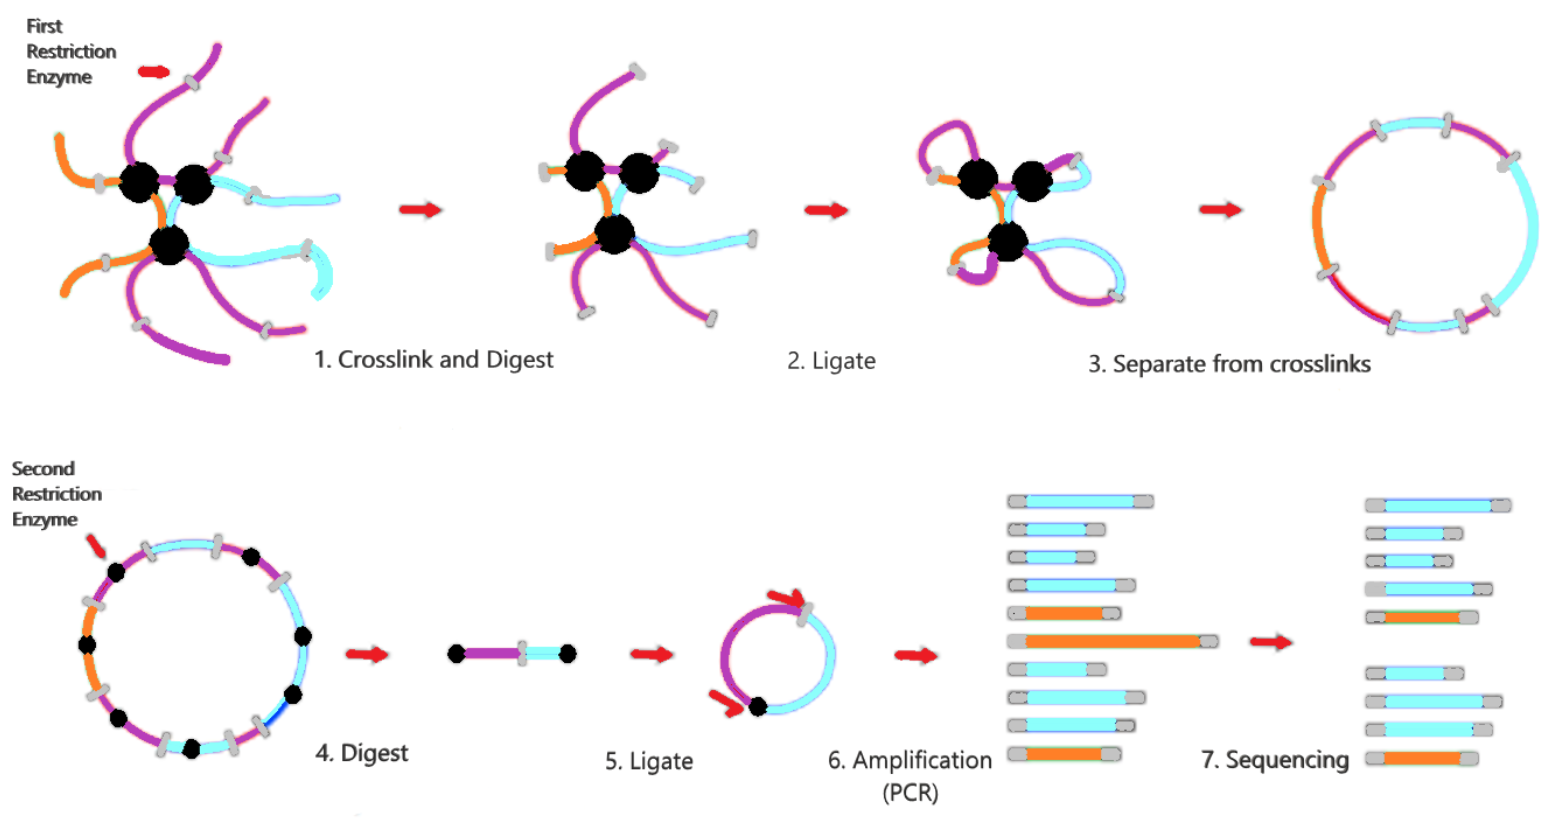 First
Restriction
Enzyme
1. Crosslink and Digest
2. Ligate
3. Separate from crosslinks
Second
Restriction
Enzyme
4. Digest
5. Ligate
6. Amplification
(PCR)
7. Sequencing